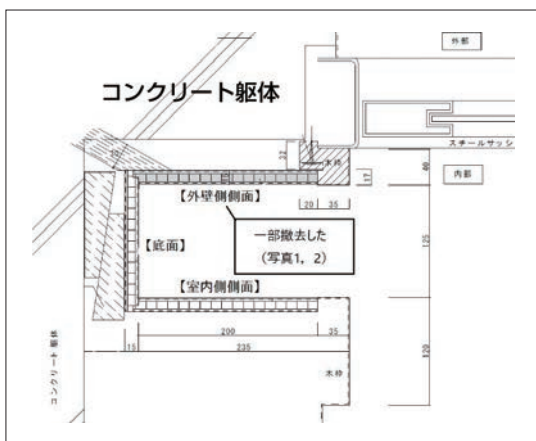 外部
コンクリート躯体
スチールサッシ
32
木枠
17
40
内部
【外壁側側面】
20
35
【底面】
一部撤去した
(写真1,2)
125
【室内側側面】
200
35
15
235
120
木枠
コンクリート躯体